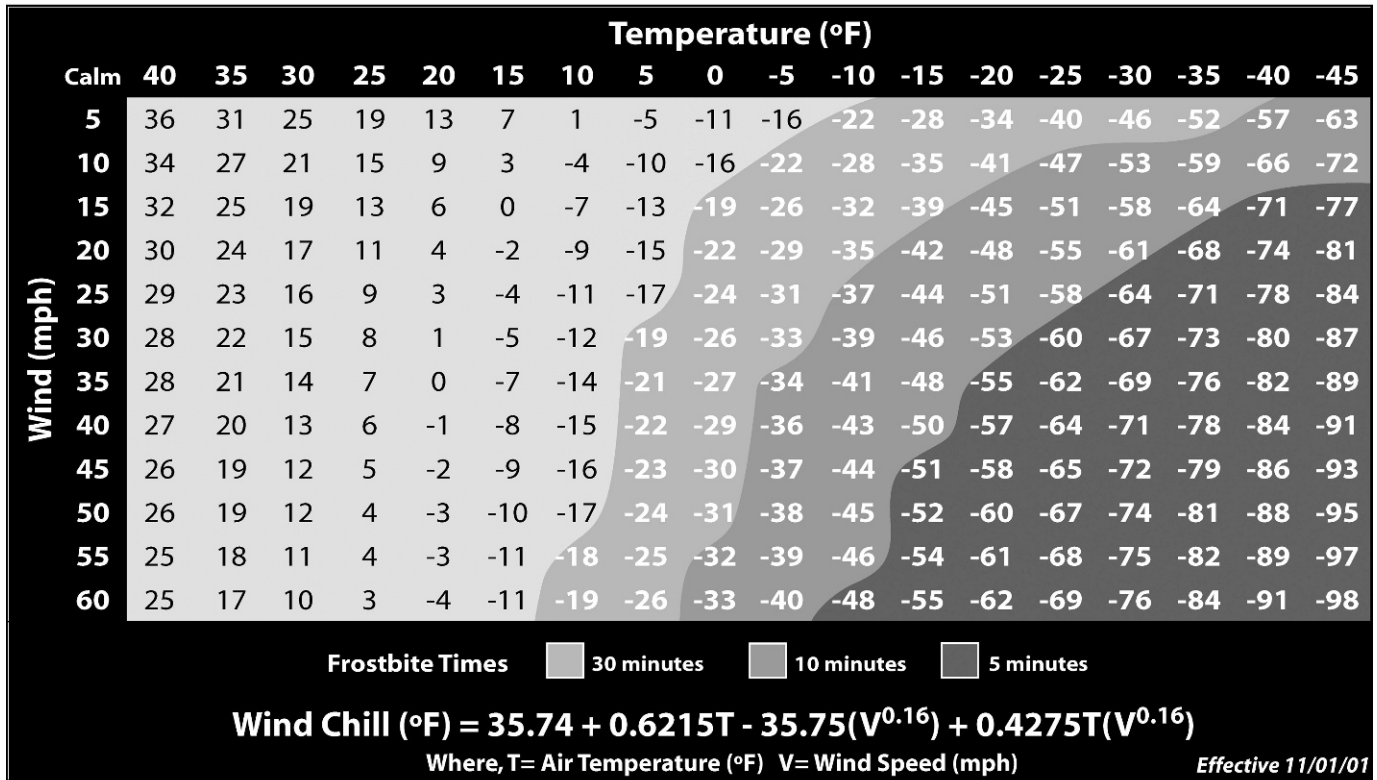 Temperature (ºF)
Calm 40 35 30 25 20 15 10 5 0 -5 -10 -15 -20 -25 -30 -35 -40 -45
5 36 31 25 19 13 7 1 -5 -11 -16 -22 -28 -34 -40 -46 -52 -57 -63
10 34 27 21 15 9 3 -4 -10 -16 -22 -28 -35 -41 -47 -53 -59 -66 -72
15 32 25 19 13 6 0 -7 -13 -19 -26 -32 -39 -45 -51 -58 -64 -71 -77
20 30 24 17 11 4 -2 -9 -15 -22 -29 -35 -42 -48 -55 -61 -68 -74 -81
25 29 23 16 9 3 -4 -11 -17 -24 -31 -37 -44 -51 -58 -64 -71 -78 -84
30 28 22 15 8 1 -5 -12 -19 -26 -33 -39 -46 -53 -60 -67 -73 -80 -87
35 28 21 14 7 0 -7 -14 -21 -27 -34 -41 -48 -55 -62 -69 -76 -82 -89
40 27 20 13 6 -1 -8 -15 -22 -29 -36 -43 -50 -57 -64 -71 -78 -84 -91
45 26 19 12 5 -2 -9 -16 -23 -30 -37 -44 -51 -58 -65 -72 -79 -86 -93
50 26 19 12 4 -3 -10 -17 -24 -31 -38 -45 -52 -60 -67 -74 -81 -88 -95
55 25 18 11 4 -3 -11 -18 -25 -32 -39 -46 -54 -61 -68 -75 -82 -89 -97
60 25 17 10 3 -4 -11 -19 -26 -33 -40 -48 -55 -62 -69 -76 -84 -91 -98
Wind (mph)
Frostbite Times 30 minutes 10 minutes 5 minutes
Wind Chill (ºF) = 35.74 + 0.6215T - 35.75(V^0.16) + 0.4275T(V^0.16)
Where, T= Air Temperature (ºF) V= Wind Speed (mph) Effective 11/01/01